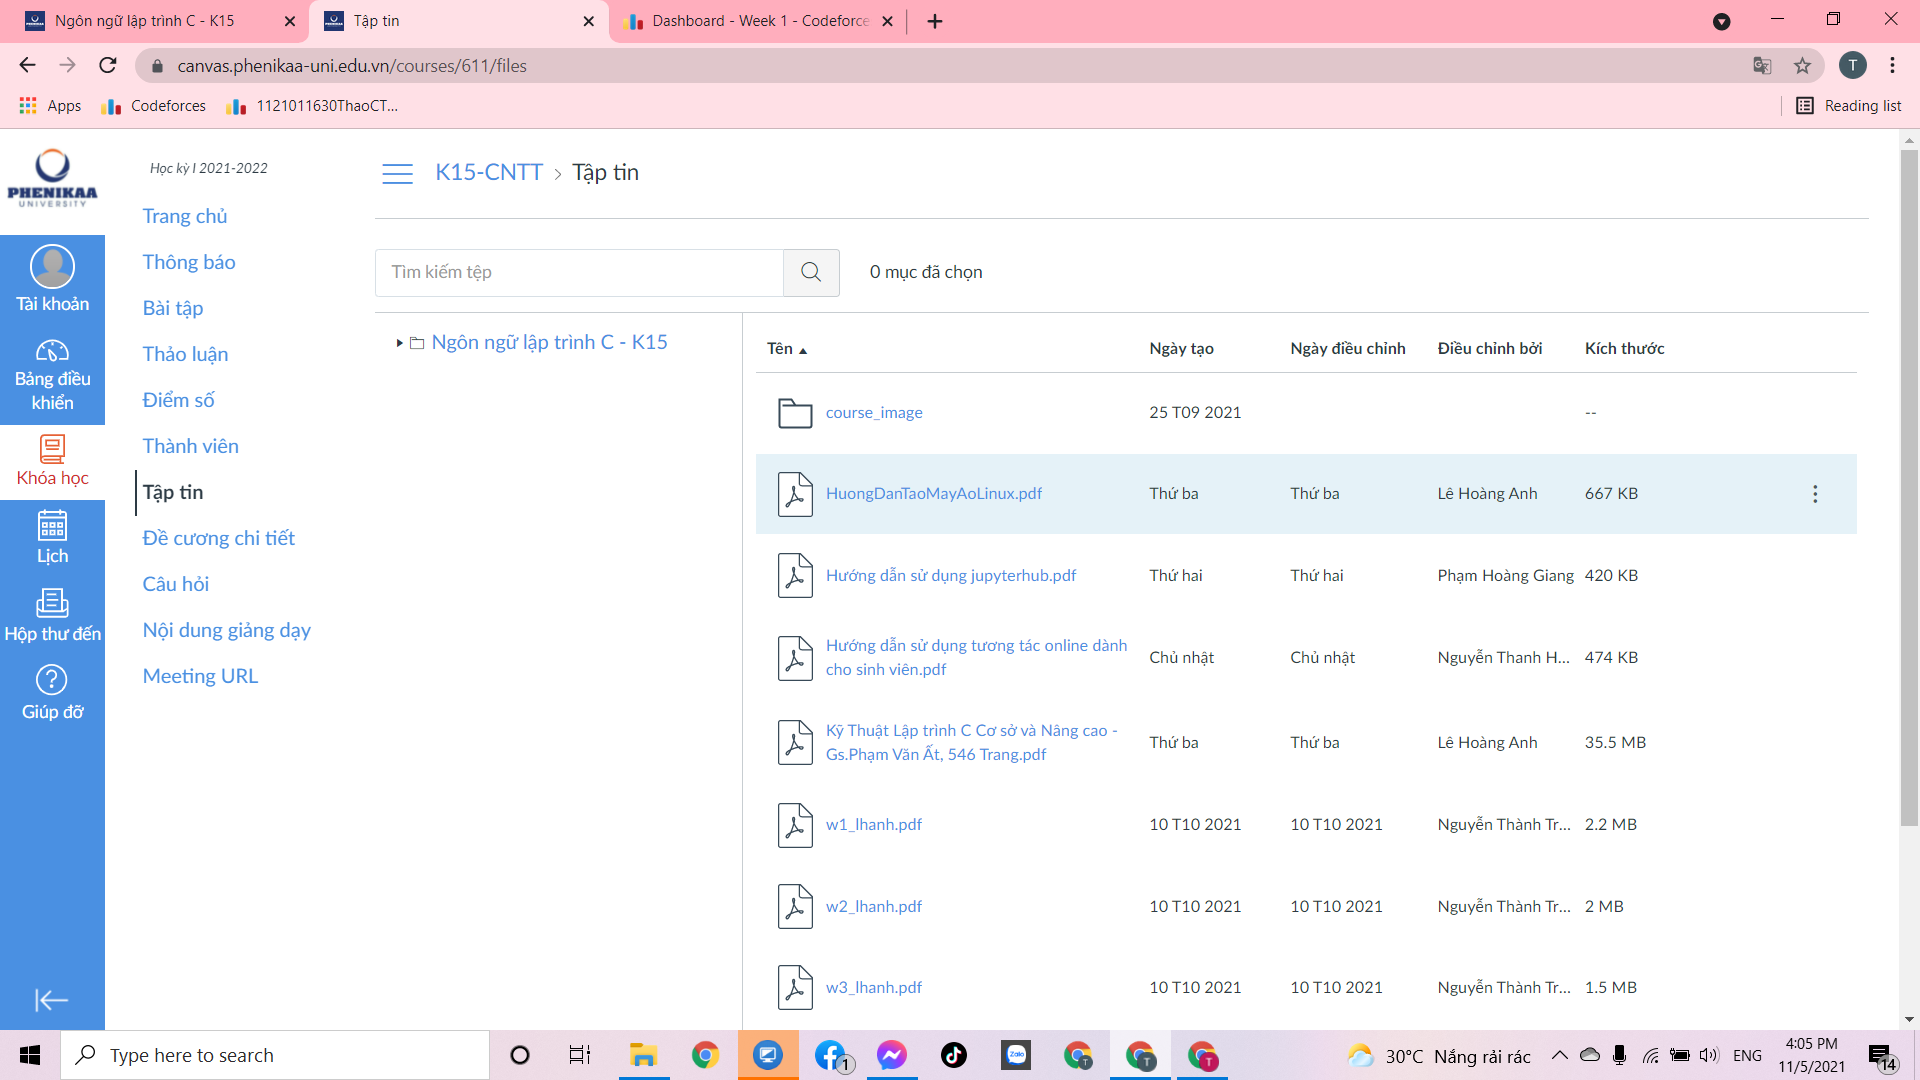 Ngôn ngữ lập trình C - K15
Tập tin
Dashboard - Week 1 - Codeforce
canvas.phenikaa-uni.edu.vn/courses/611/files
T
Apps
Codeforces
1121011630ThaoCT...
Reading list
PHENIKAA
UNIVERSITY
Tài khoản
Bảng điều
khiển
Khóa học
Lịch
Hộp thư đến
Giúp đỡ
Học kỳ I 2021-2022
Trang chủ
Thông báo
Bài tập
Thảo luận
Điểm số
Thành viên
Tập tin
Đề cương chi tiết
Câu hỏi
Nội dung giảng dạy
Meeting URL
K15-CNTT › Tập tin
Tìm kiếm tệp
0 mục đã chọn
Ngôn ngữ lập trình C - K15
Tên Ngày tạo Ngày điều chỉnh Điều chỉnh bởi Kích thước
course_image 25 T09 2021 --
HuongDanTaoMayAoLinux.pdf Thứ ba Thứ ba Lê Hoàng Anh 667 KB
Hướng dẫn sử dụng jupyterhub.pdf Thứ hai Thứ hai Phạm Hoàng Giang 420 KB
Hướng dẫn sử dụng tương tác online dành
cho sinh viên.pdf Chủ nhật Chủ nhật Nguyễn Thanh H... 474 KB
Kỹ Thuật Lập trình C Cơ sở và Nâng cao -
Gs.Phạm Văn Ất, 546 Trang.pdf Thứ ba Thứ ba Lê Hoàng Anh 35.5 MB
w1_lhanh.pdf 10 T10 2021 10 T10 2021 Nguyễn Thành Tr... 2.2 MB
w2_lhanh.pdf 10 T10 2021 10 T10 2021 Nguyễn Thành Tr... 2 MB
w3_lhanh.pdf 10 T10 2021 10 T10 2021 Nguyễn Thành Tr... 1.5 MB
Type here to search
1
Zalo
T
T
T
30°C Nắng rải rác
ENG
4:05 PM
11/5/2021
14